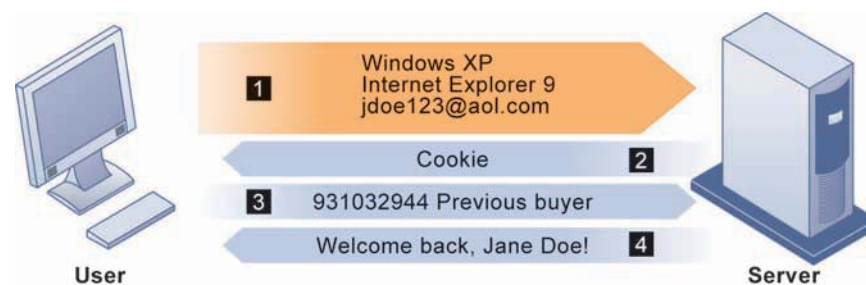 1
Windows XP
Internet Explorer 9
jdoe123@aol.com
Cookie 2
3 931032944 Previous buyer
Welcome back, Jane Doe! 4
User
Server